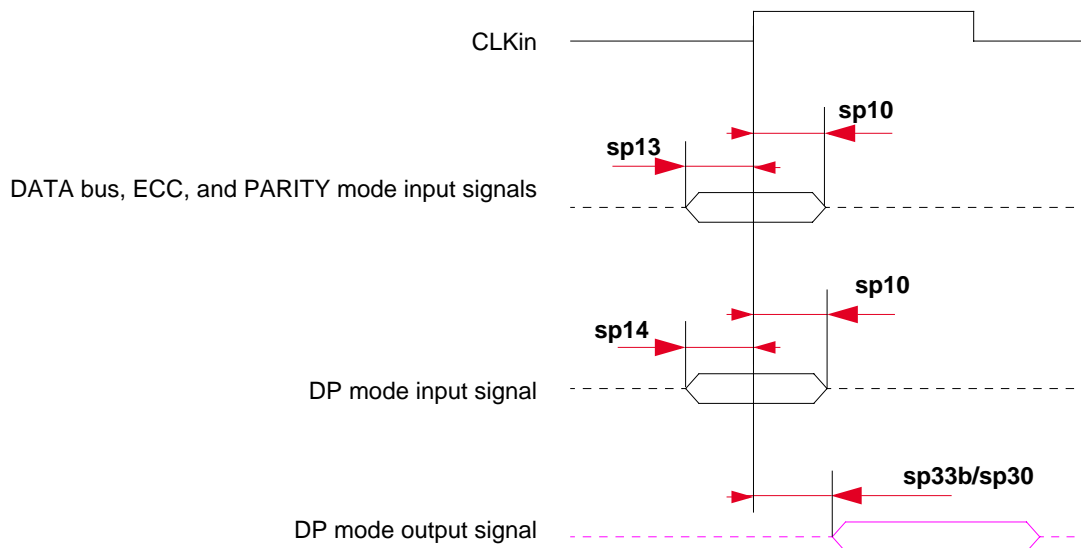 CLKin
sp10
sp13
DATA bus, ECC, and PARITY mode input signals
sp10
sp14
DP mode input signal
sp33b/sp30
DP mode output signal